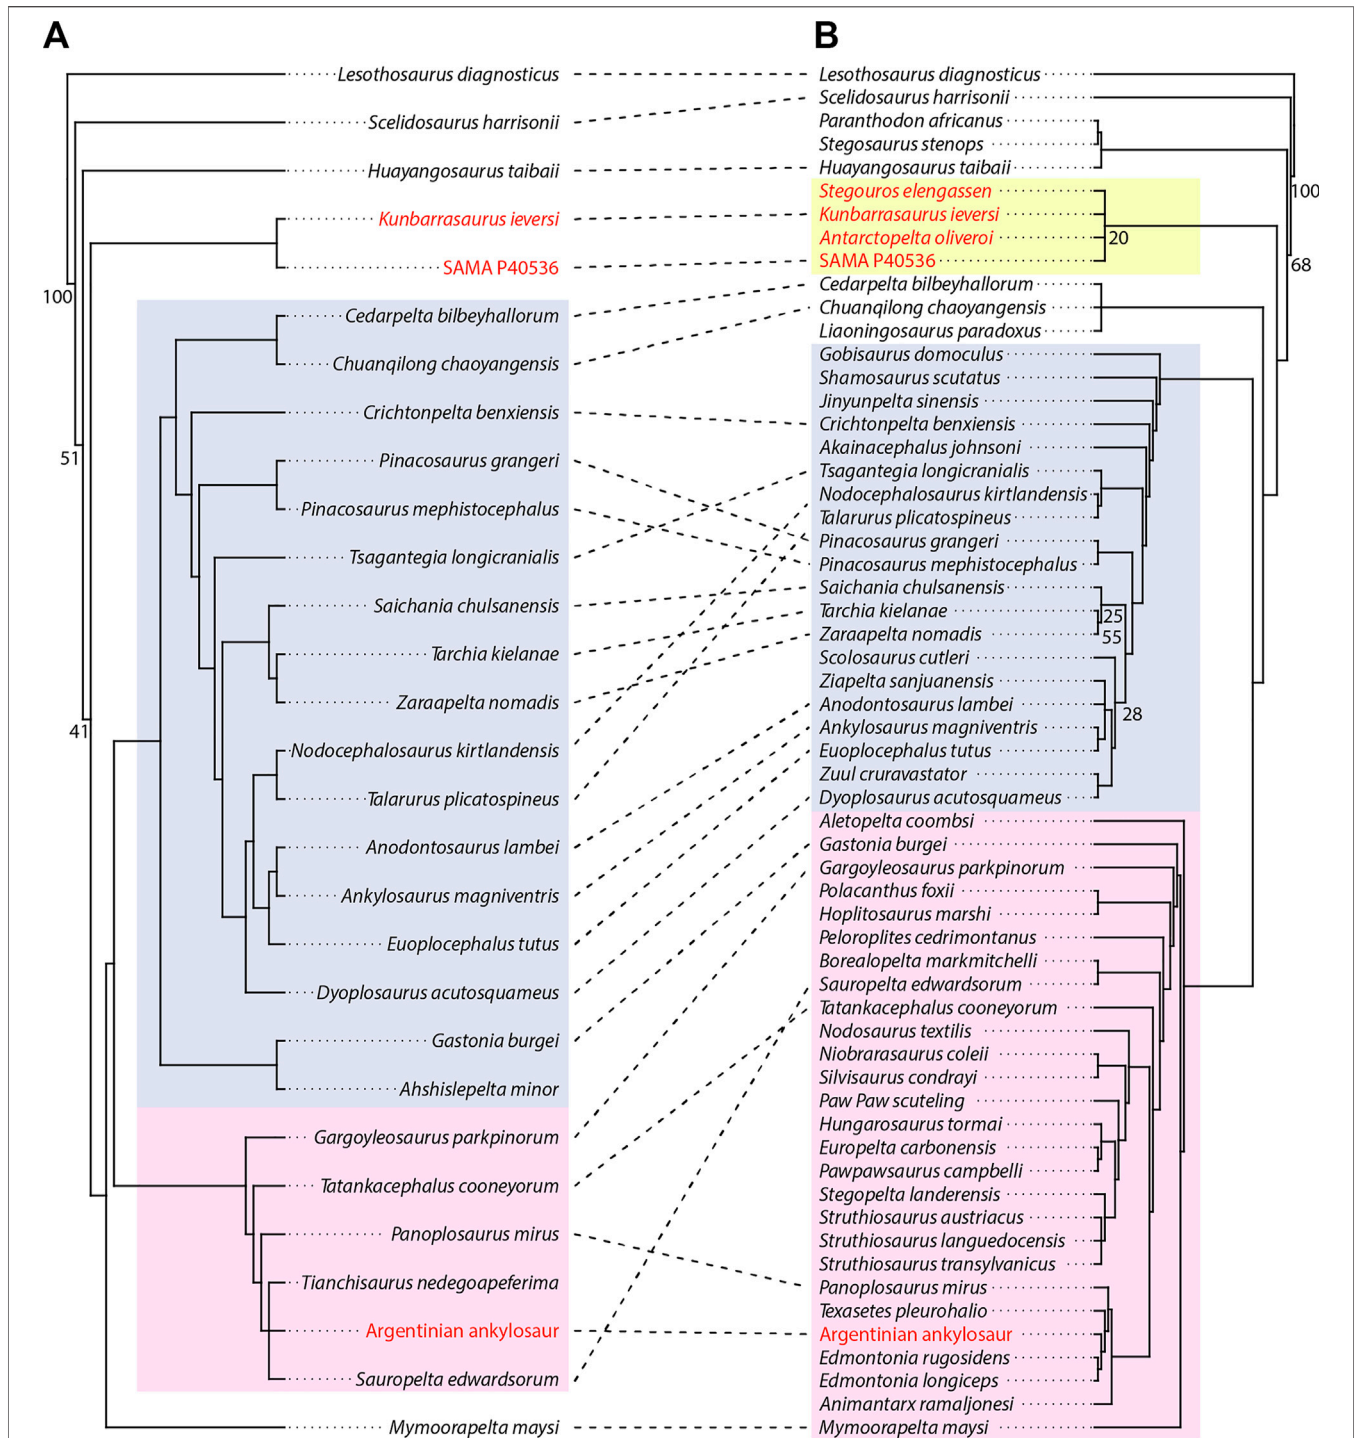 A
Lesothosaurus diagnosticus
Scelidosaurus harrisonii
Huayangosaurus taibaii
Kunbarrasaurus ieversi
SAMA P40536
100
Cedarpelta bilbeyhallorum
Chuanqilong chaoyangensis
Crichtonpelta benxiensis
51
Pinacosaurus grangeri
Pinacosaurus mephistocephalus
Tsagantegia longicranialis
Saichania chulsanensis
Tarchia kielanae
Zaraapelta nomadis
41
Nodocephalosaurus kirtlandensis
Talarurus plicatospineus
Anodontosaurus lambei
Ankylosaurus magniventris
Euoplocephalus tutus
Dyoplosaurus acutosquameus
Gastonia burgei
Ahshislepelta minor
Gargoyleosaurus parkpinorum
Tatankacephalus cooneyorum
Panoplosaurus mirus
Tianchisaurus nedegoapeferima
Argentinian ankylosaur
Sauropelta edwardsorum
Mymoorapelta maysi
B
Lesothosaurus diagnosticus
Scelidosaurus harrisonii
Paranthodon africanus
Stegosaurus stenops
Huayangosaurus taibaii
Stegouros elengassen
100
Kunbarrasaurus ieversi
Antarctopelta oliveroi
20
SAMA P40536
68
Cedarpelta bilbeyhallorum
Chuanqilong chaoyangensis
Liaoningosaurus paradoxus
Gobisaurus domoculus
Shamosaurus scutatus
Jinyunpelta sinensis
Crichtonpelta benxiensis
Akainacephalus johnsoni
Tsagantegia longicranialis
Nodocephalosaurus kirtlandensis
Talarurus plicatospineus
Pinacosaurus grangeri
Pinacosaurus mephistocephalus
Saichania chulsanensis
Tarchia kielanae
25
Zaraapelta nomadis
55
Scolosaurus cutleri
Ziapelta sanjuanensis
Anodontosaurus lambei
28
Ankylosaurus magniventris
Euoplocephalus tutus
Zuul cruravastator
Dyoplosaurus acutosquameus
Aletopelta coombsi
Gastonia burgei
Gargoyleosaurus parkpinorum
Polacanthus foxii
Hoplitosaurus marshi
Peloroplites cedrimontanus
Borealopelta markmitchelli
Sauropelta edwardsorum
Tatankacephalus cooneyorum
Nodosaurus textilis
Niobrarasaurus coleii
Silvisaurus condrayi
Paw Paw scuteling
Hungarosaurus tormai
Europelta carbonensis
Pawpawsaurus campbelli
Stegopelta landerensis
Struthiosaurus austriacus
Struthiosaurus languedocensis
Struthiosaurus transylvanicus
Panoplosaurus mirus
Texasetes pleurohalio
Argentinian ankylosaur
Edmontonia rugosidens
Edmontonia longiceps
Animantarx ramaljonesi
Mymoorapelta maysi